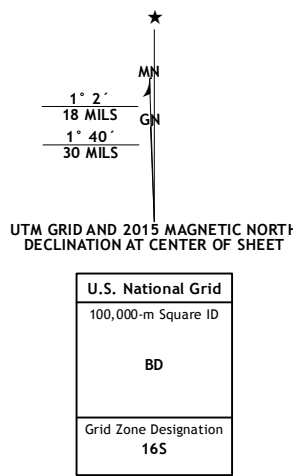 ★
MN
1° 2´
18 MILS
GN
1° 40´
30 MILS
UTM GRID AND 2015 MAGNETIC NORTH
DECLINATION AT CENTER OF SHEET
U.S. National Grid
100,000-m Square ID
BD
Grid Zone Designation
16S